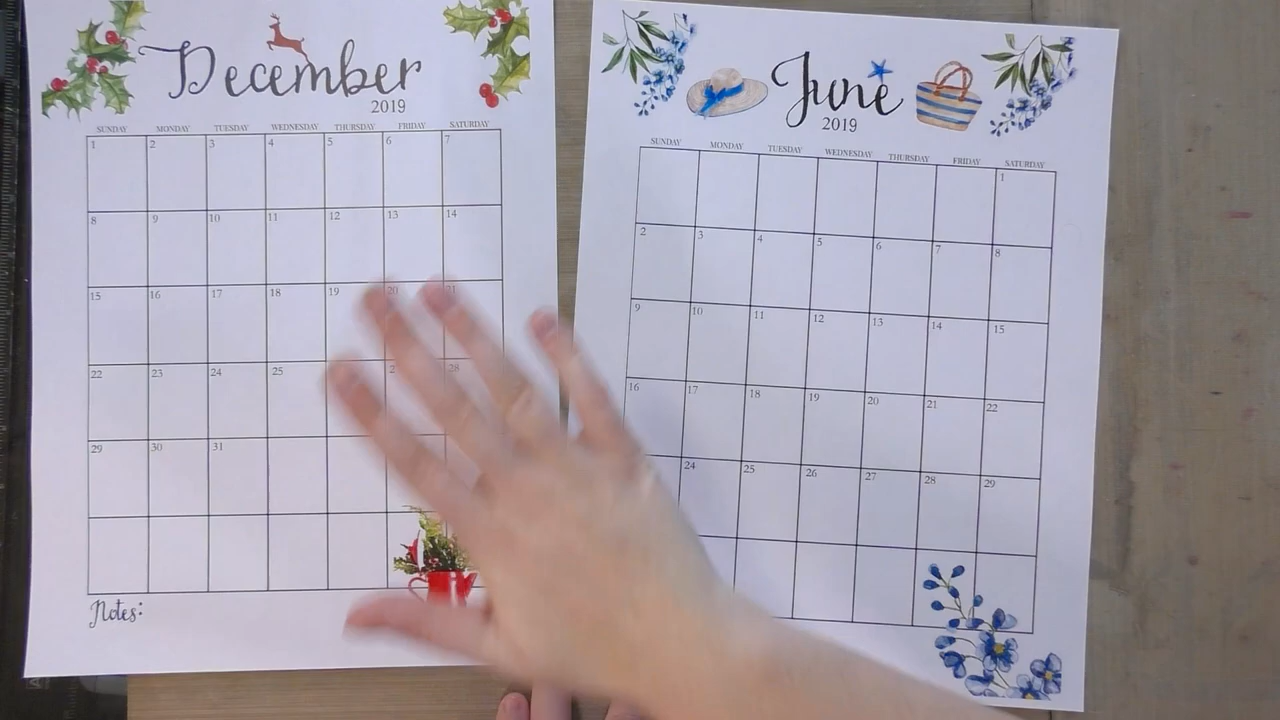 December
2019
SUNDAY MONDAY TUESDAY WEDNESDAY THURSDAY FRIDAY SATURDAY
1 2 3 4 5 6 7
8 9 10 11 12 13 14
15 16 17 18 19 20 21
22 23 24 25 28
29 30 31
Notes:
June
2019
SUNDAY MONDAY TUESDAY WEDNESDAY THURSDAY FRIDAY SATURDAY
1
2 3 4 5 6 7 8
9 10 11 12 13 14 15
16 17 18 19 20 21 22
24 25 26 27 28 29